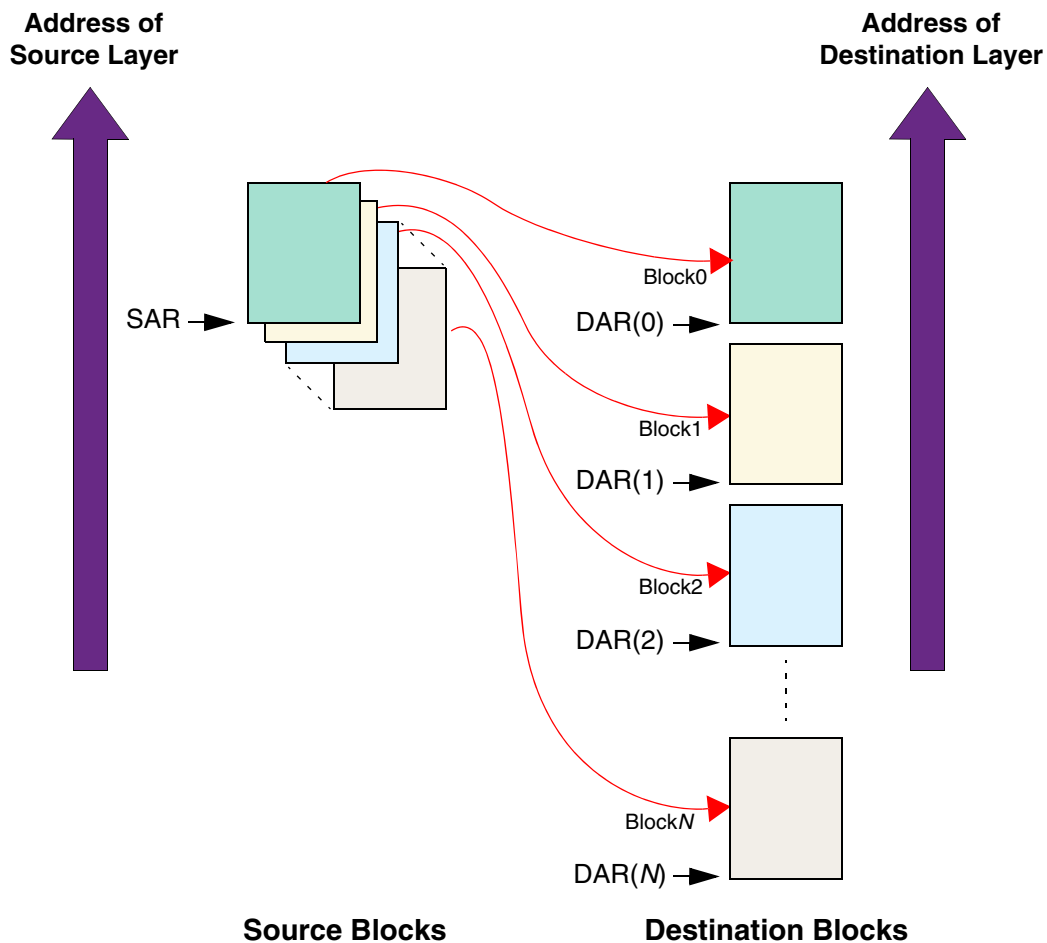 Address of
Source Layer
Address of
Destination Layer
Block0
SAR
DAR(0)
Block1
DAR(1)
Block2
DAR(2)
BlockN
DAR(N)
Source Blocks
Destination Blocks